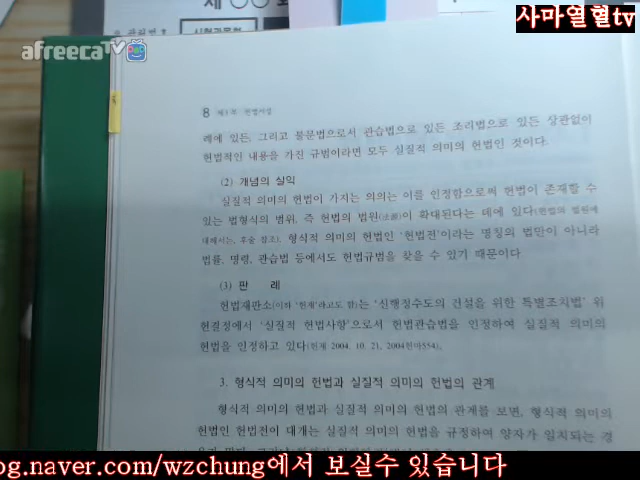 제 ○○회
사마열혈tv
afreecaTV
8 제1부 헌법서설
례에 있든, 그리고 불문법으로서 관습법으로 있든 조리법으로 있든 상관없이
헌법적인 내용을 가진 규범이라면 모두 실질적 의미의 헌법인 것이다.
(2) 개념의 실익
실질적 의미의 헌법이 가지는 의의는 이를 인정함으로써 헌법이 존재할 수
있는 법형식의 범위, 즉 헌법의 법원(法源)이 확대된다는 데에 있다(헌법의 법원에
대해서는, 후술 참조). 형식적 의미의 헌법인 '헌법전'이라는 명칭의 법만이 아니라
법률, 명령, 관습법 등에서도 헌법규범을 찾을 수 있기 때문이다
(3) 판 례
헌법재판소(이하 '헌재'라고도 함)는 '신행정수도의 건설을 위한 특별조치법' 위
헌결정에서 '실질적 헌법사항'으로서 헌법관습법을 인정하여 실질적 의미의
헌법을 인정하고 있다(헌재 2004. 10. 21, 2004헌마554).
3. 형식적 의미의 헌법과 실질적 의미의 헌법의 관계
형식적 의미의 헌법과 실질적 의미의 헌법의 관계를 보면, 형식적 의미의
헌법인 헌법전이 대개는 실질적 의미의 헌법을 규정하여 양자가 일치되는 경
og.naver.com/wzchung에서 보실수 있습니다